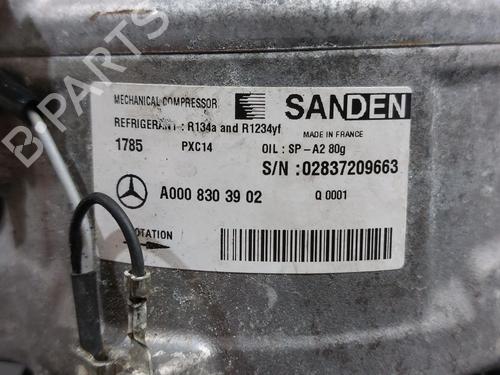 MECHANICAL COMPRESSOR
SANDEN
REFRIGERANT : R134a and R1234yf
MADE IN FRANCE
1785 PXC14 OIL : SP-A2 80g
S/N :02837209663
A000 830 39 02 Q 0001
OTATION
B-PARTS